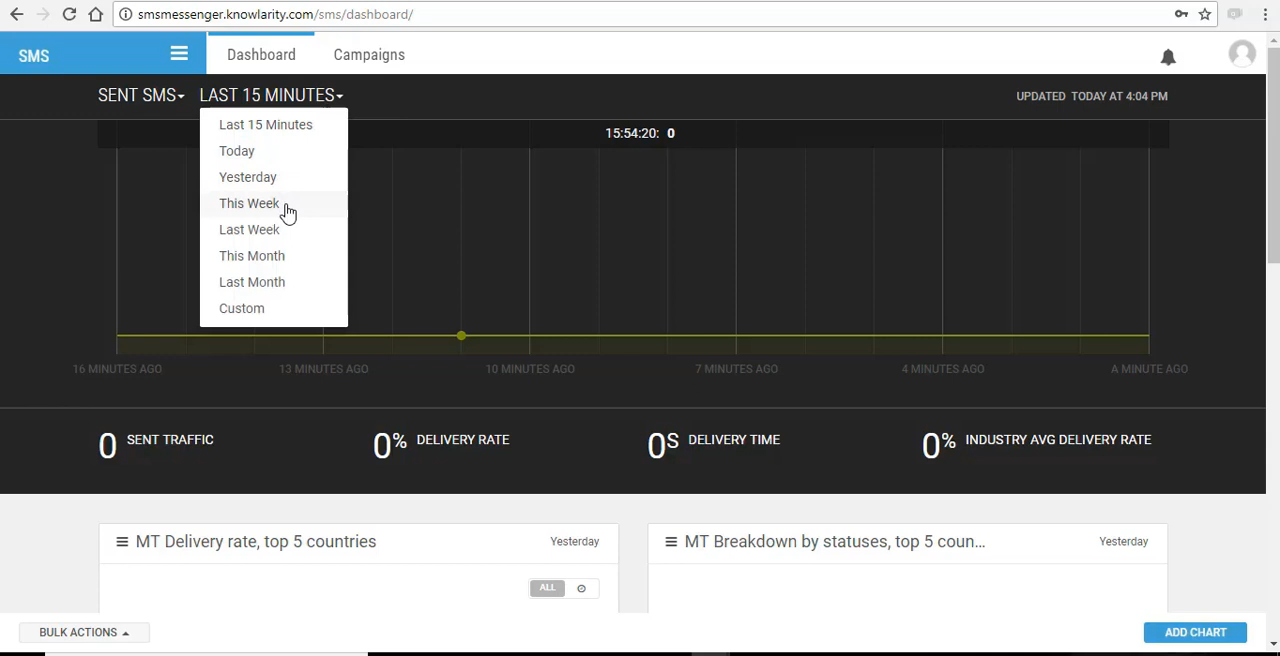 smsmessenger.knowlarity.com/sms/dashboard/
SMS
Dashboard
Campaigns
SENT SMS
LAST 15 MINUTES
UPDATED TODAY AT 4:04 PM
Last 15 Minutes
Today
Yesterday
This Week
Last Week
This Month
Last Month
Custom
15:54:20: 0
16 MINUTES AGO
13 MINUTES AGO
10 MINUTES AGO
7 MINUTES AGO
4 MINUTES AGO
A MINUTE AGO
0 SENT TRAFFIC
0% DELIVERY RATE
0S DELIVERY TIME
0% INDUSTRY AVG DELIVERY RATE
MT Delivery rate, top 5 countries
Yesterday
MT Breakdown by statuses, top 5 coun...
Yesterday
ALL
BULK ACTIONS
ADD CHART